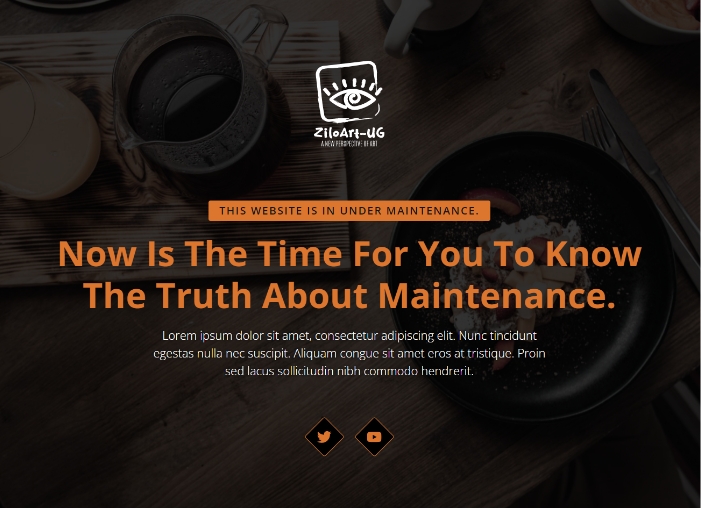 ZiloArt-UG
A NEW PERSPECTIVE OF ART
THIS WEBSITE IS IN UNDER MAINTENANCE.
Now Is The Time For You To Know
The Truth About Maintenance.
Lorem ipsum dolor sit amet, consectetur adipiscing elit. Nunc tincidunt
egestas nulla nec suscipit. Aliquam congue sit amet eros at tristique. Proin
sed lacus sollicitudin nibh commodo hendrerit.